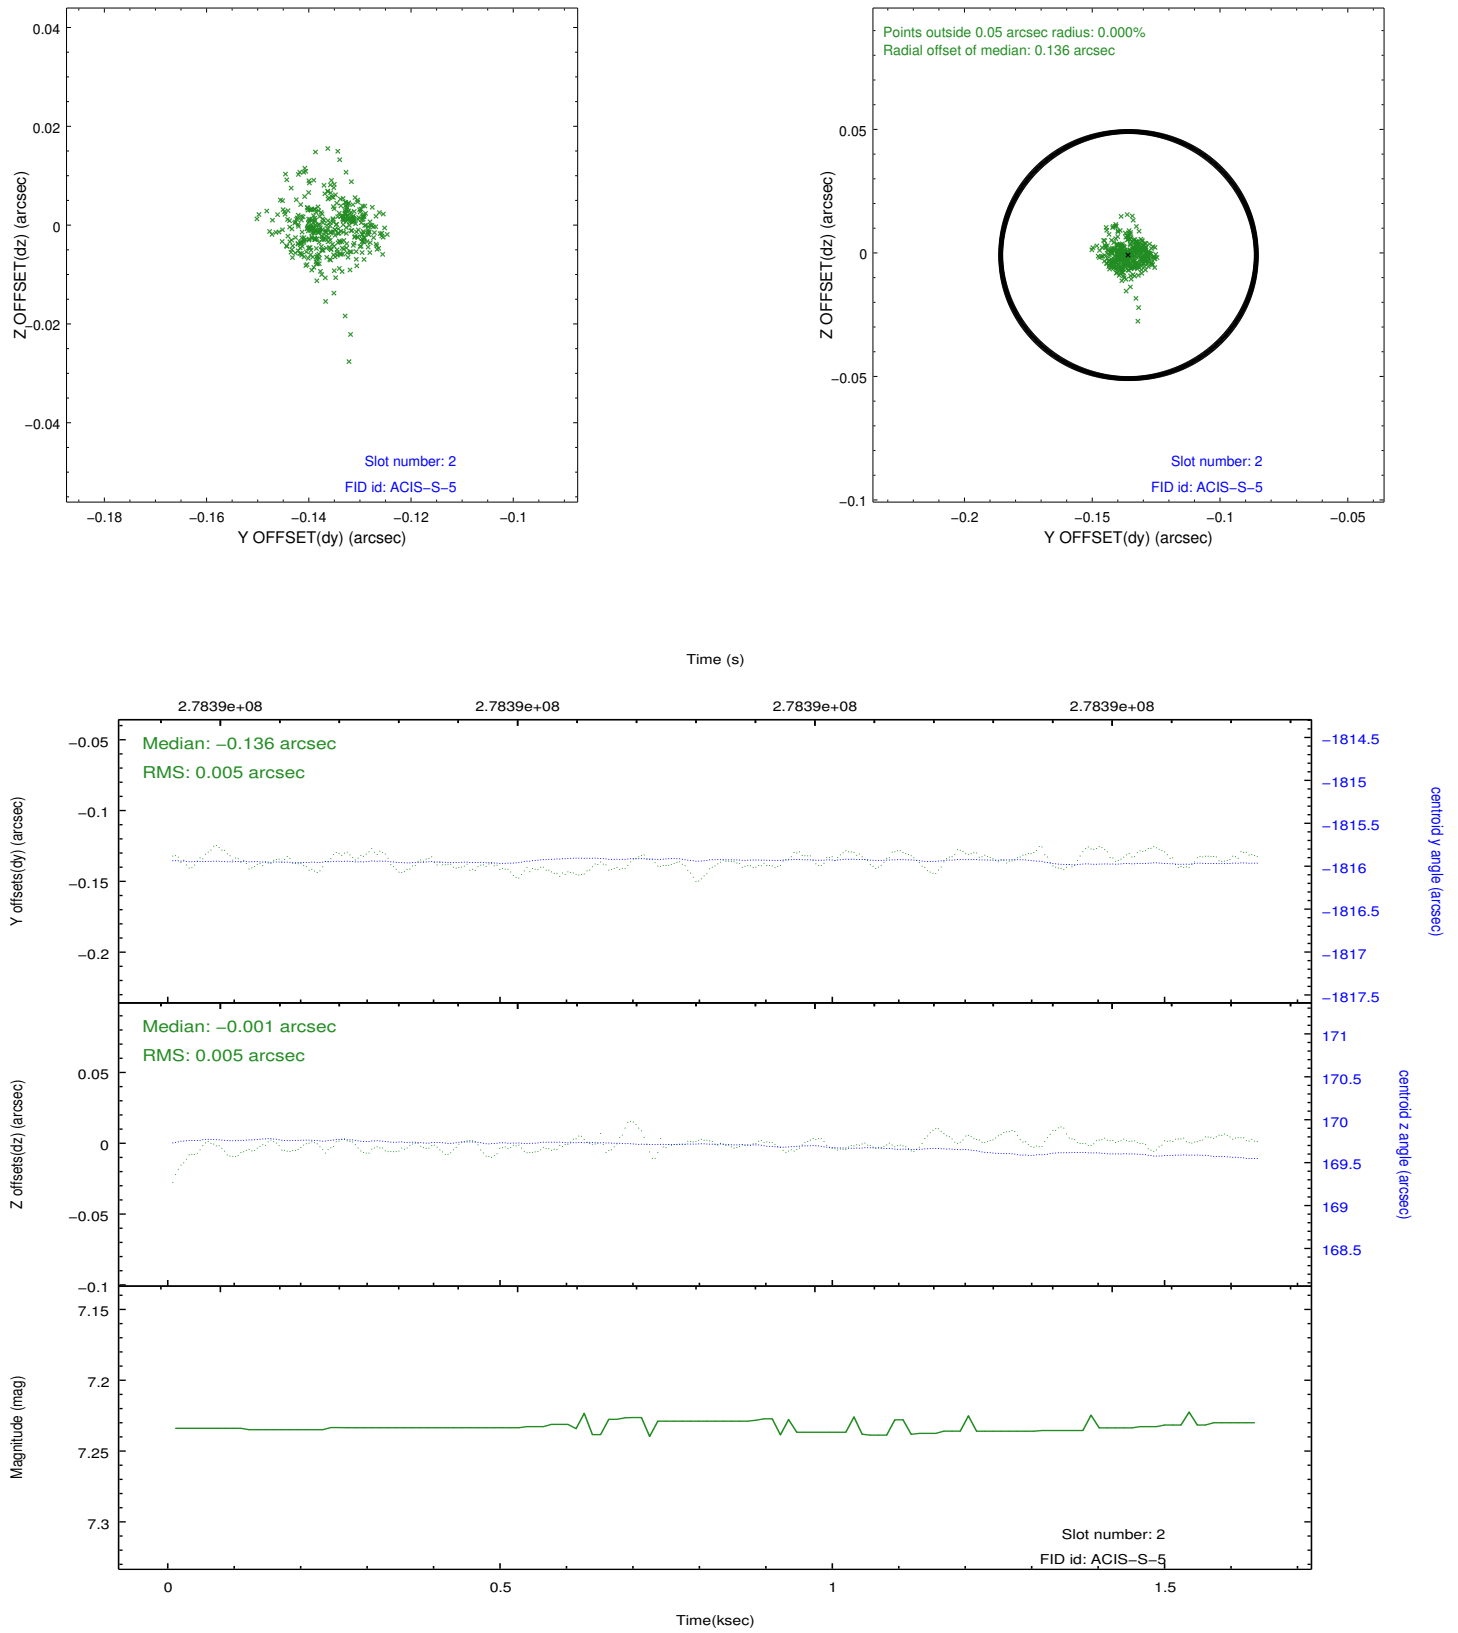 0.04
0.02
0
−0.02
−0.04
Z OFFSET(dz) (arcsec)
Slot number: 2
FID id: ACIS−S−5
−0.18 −0.16 −0.14 −0.12 −0.1
Y OFFSET(dy) (arcsec)
Points outside 0.05 arcsec radius: 0.000%
Radial offset of median: 0.136 arcsec
0.05
0
−0.05
−0.1
Z OFFSET(dz) (arcsec)
Slot number: 2
FID id: ACIS−S−5
−0.2 −0.15 −0.1 −0.05
Y OFFSET(dy) (arcsec)
Time (s)
2.7839e+08 2.7839e+08 2.7839e+08 2.7839e+08
Median: −0.136 arcsec
RMS: 0.005 arcsec
−0.05
−0.1
−0.15
−0.2
Y offsets(dy) (arcsec)
−1814.5
−1815
−1815.5
−1816
−1816.5
−1817
−1817.5
centroid y angle (arcsec)
Median: −0.001 arcsec
RMS: 0.005 arcsec
0.05
0
−0.05
−0.1
Z offsets(dz) (arcsec)
171
170.5
170
169.5
169
168.5
centroid z angle (arcsec)
7.15
7.2
7.25
7.3
Magnitude (mag)
Slot number: 2
FID id: ACIS−S−5
0 0.5 1 1.5
Time(ksec)